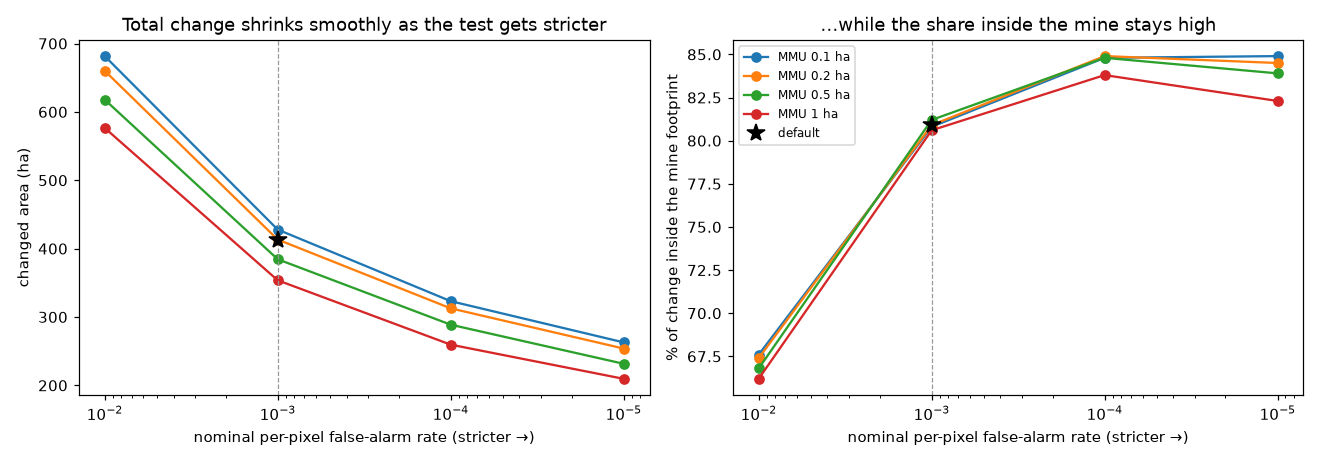 Total change shrinks smoothly as the test gets stricter
700
600
500
400
300
200
changed area (ha)
10⁻²
10⁻³
10⁻⁴
10⁻⁵
nominal per-pixel false-alarm rate (stricter →)
...while the share inside the mine stays high
85.0
82.5
80.0
77.5
75.0
72.5
70.0
67.5
% of change inside the mine footprint
MMU 0.1 ha
MMU 0.2 ha
MMU 0.5 ha
MMU 1 ha
default
10⁻²
10⁻³
10⁻⁴
10⁻⁵
nominal per-pixel false-alarm rate (stricter →)